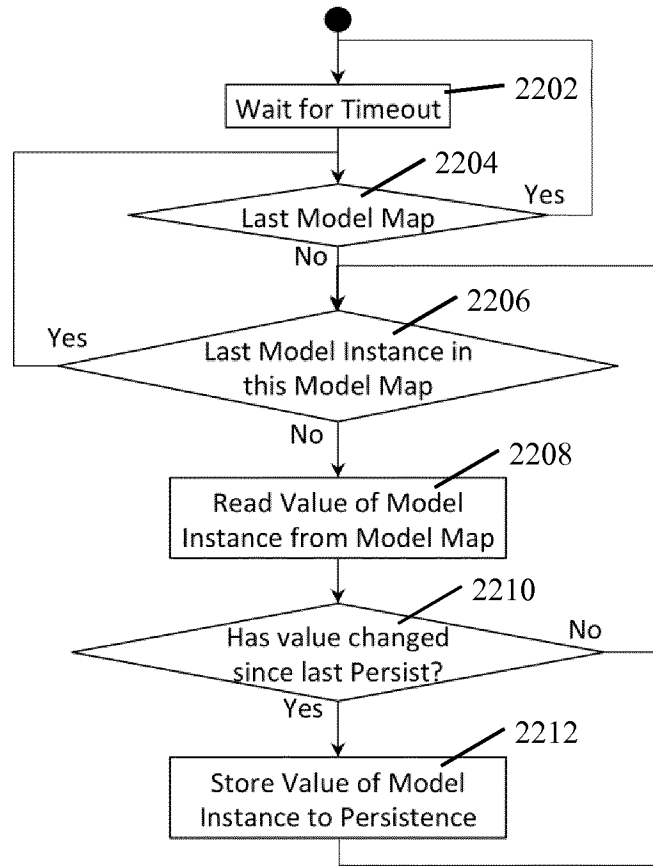 Wait for Timeout
2202
2204
Last Model Map
Yes
No
2206
Yes
Last Model Instance in
this Model Map
No
2208
Read Value of Model
Instance from Model Map
2210
Has value changed
since last Persist?
No
Yes
2212
Store Value of Model
Instance to Persistence